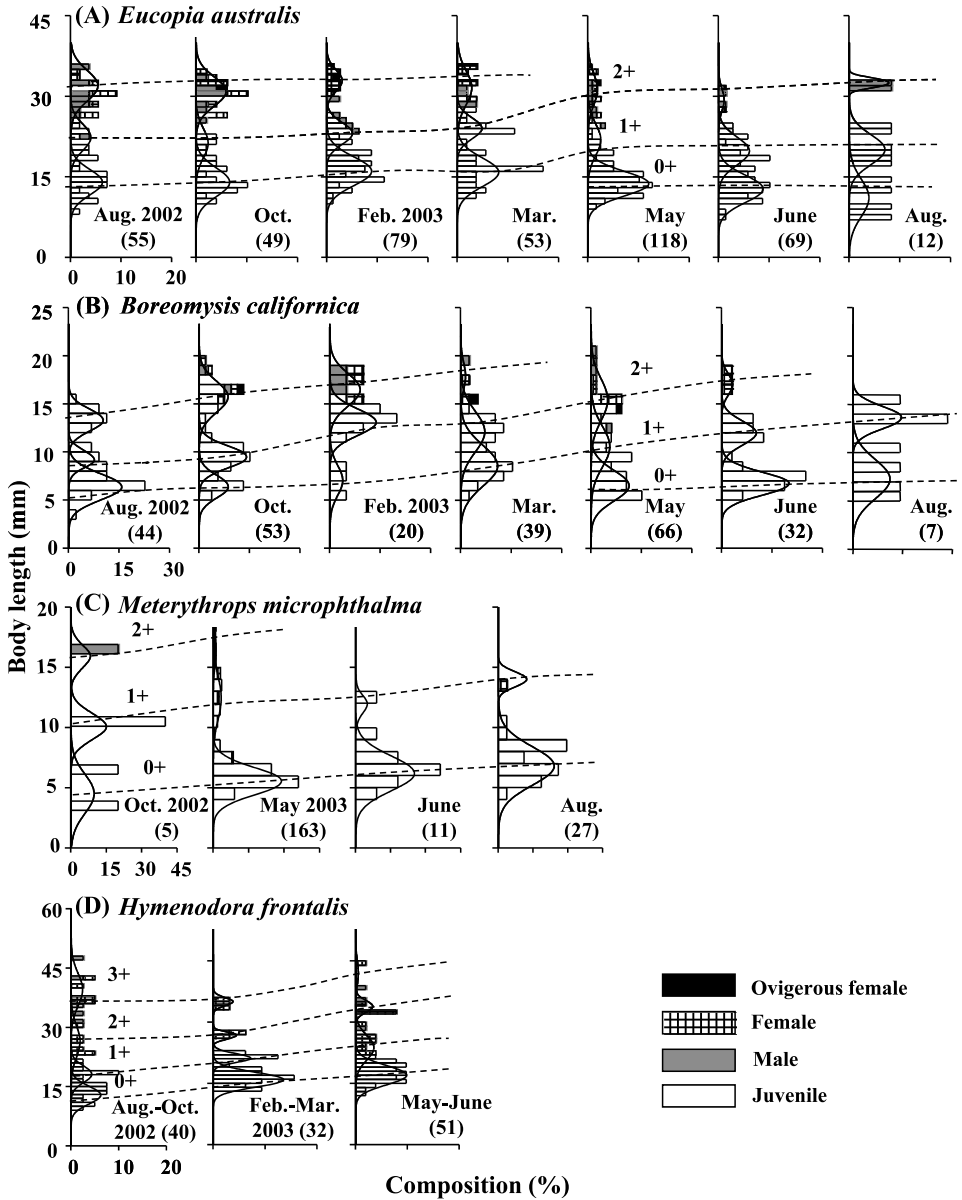 (A) Eucopia australis
45
30
15
0
2+
1+
0+
Aug. 2002
(55)
Oct.
(49)
Feb. 2003
(79)
Mar.
(53)
May
(118)
June
(69)
Aug.
(12)
0 10 20
(B) Boreomysis californica
25
20
15
10
5
0
2+
1+
0+
Aug. 2002
(44)
Oct.
(53)
Feb. 2003
(20)
Mar.
(39)
May
(66)
June
(32)
Aug.
(7)
0 15 30
Body length (mm)
(C) Meterythrops microphthalma
20
15
10
5
0
2+
1+
0+
Oct. 2002
(5)
May 2003
(163)
June
(11)
Aug.
(27)
0 15 30 45
(D) Hymenodora frontalis
60
45
30
15
0
3+
2+
1+
0+
Aug.-Oct.
2002 (40)
Feb.-Mar.
2003 (32)
May-June
(51)
0 10 20
Composition (%)
Ovigerous female
Female
Male
Juvenile